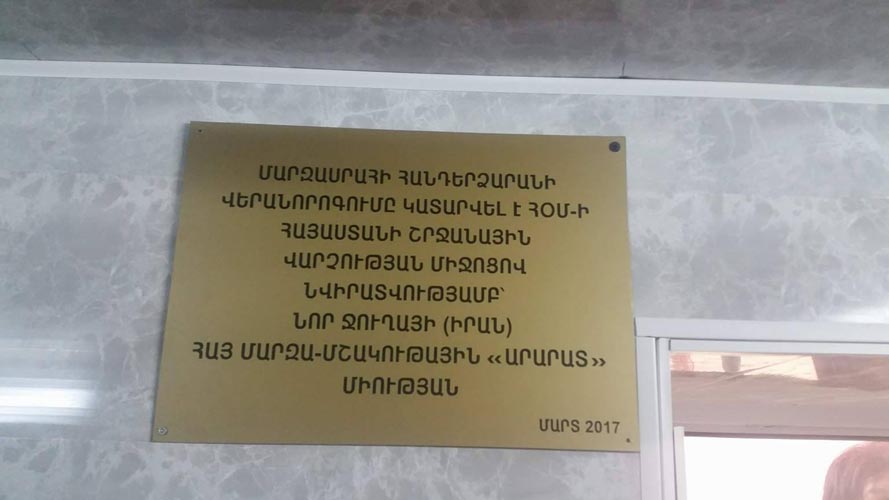 ՄԱՐԶԱՍՐԱՀԻ ՀԱՆԴԵՐՁԱՐԱՆԻ
ՎԵՐԱՆՈՐՈԳՈՒՄԸ ԿԱՏԱՐՎԵԼ Է ՀՕՄ-Ի
ՀԱՅԱՍՏԱՆԻ ՇՐՋԱՆԱՅԻՆ
ՎԱՐՉՈՒԹՅԱՆ ՄԻՋՈՑՈՎ
ՆՎԻՐԱՏՎՈՒԹՅԱՄԲ՝
ՆՈՐ ՋՈՒՂԱՅԻ (ԻՐԱՆ)
ՀԱՅ ՄԱՐԶԱ-ՄՇԱԿՈՒԹԱՅԻՆ «ԱՐԱՐԱՏ»
ՄԻՈՒԹՅԱՆ
ՄԱՐՏ 2017